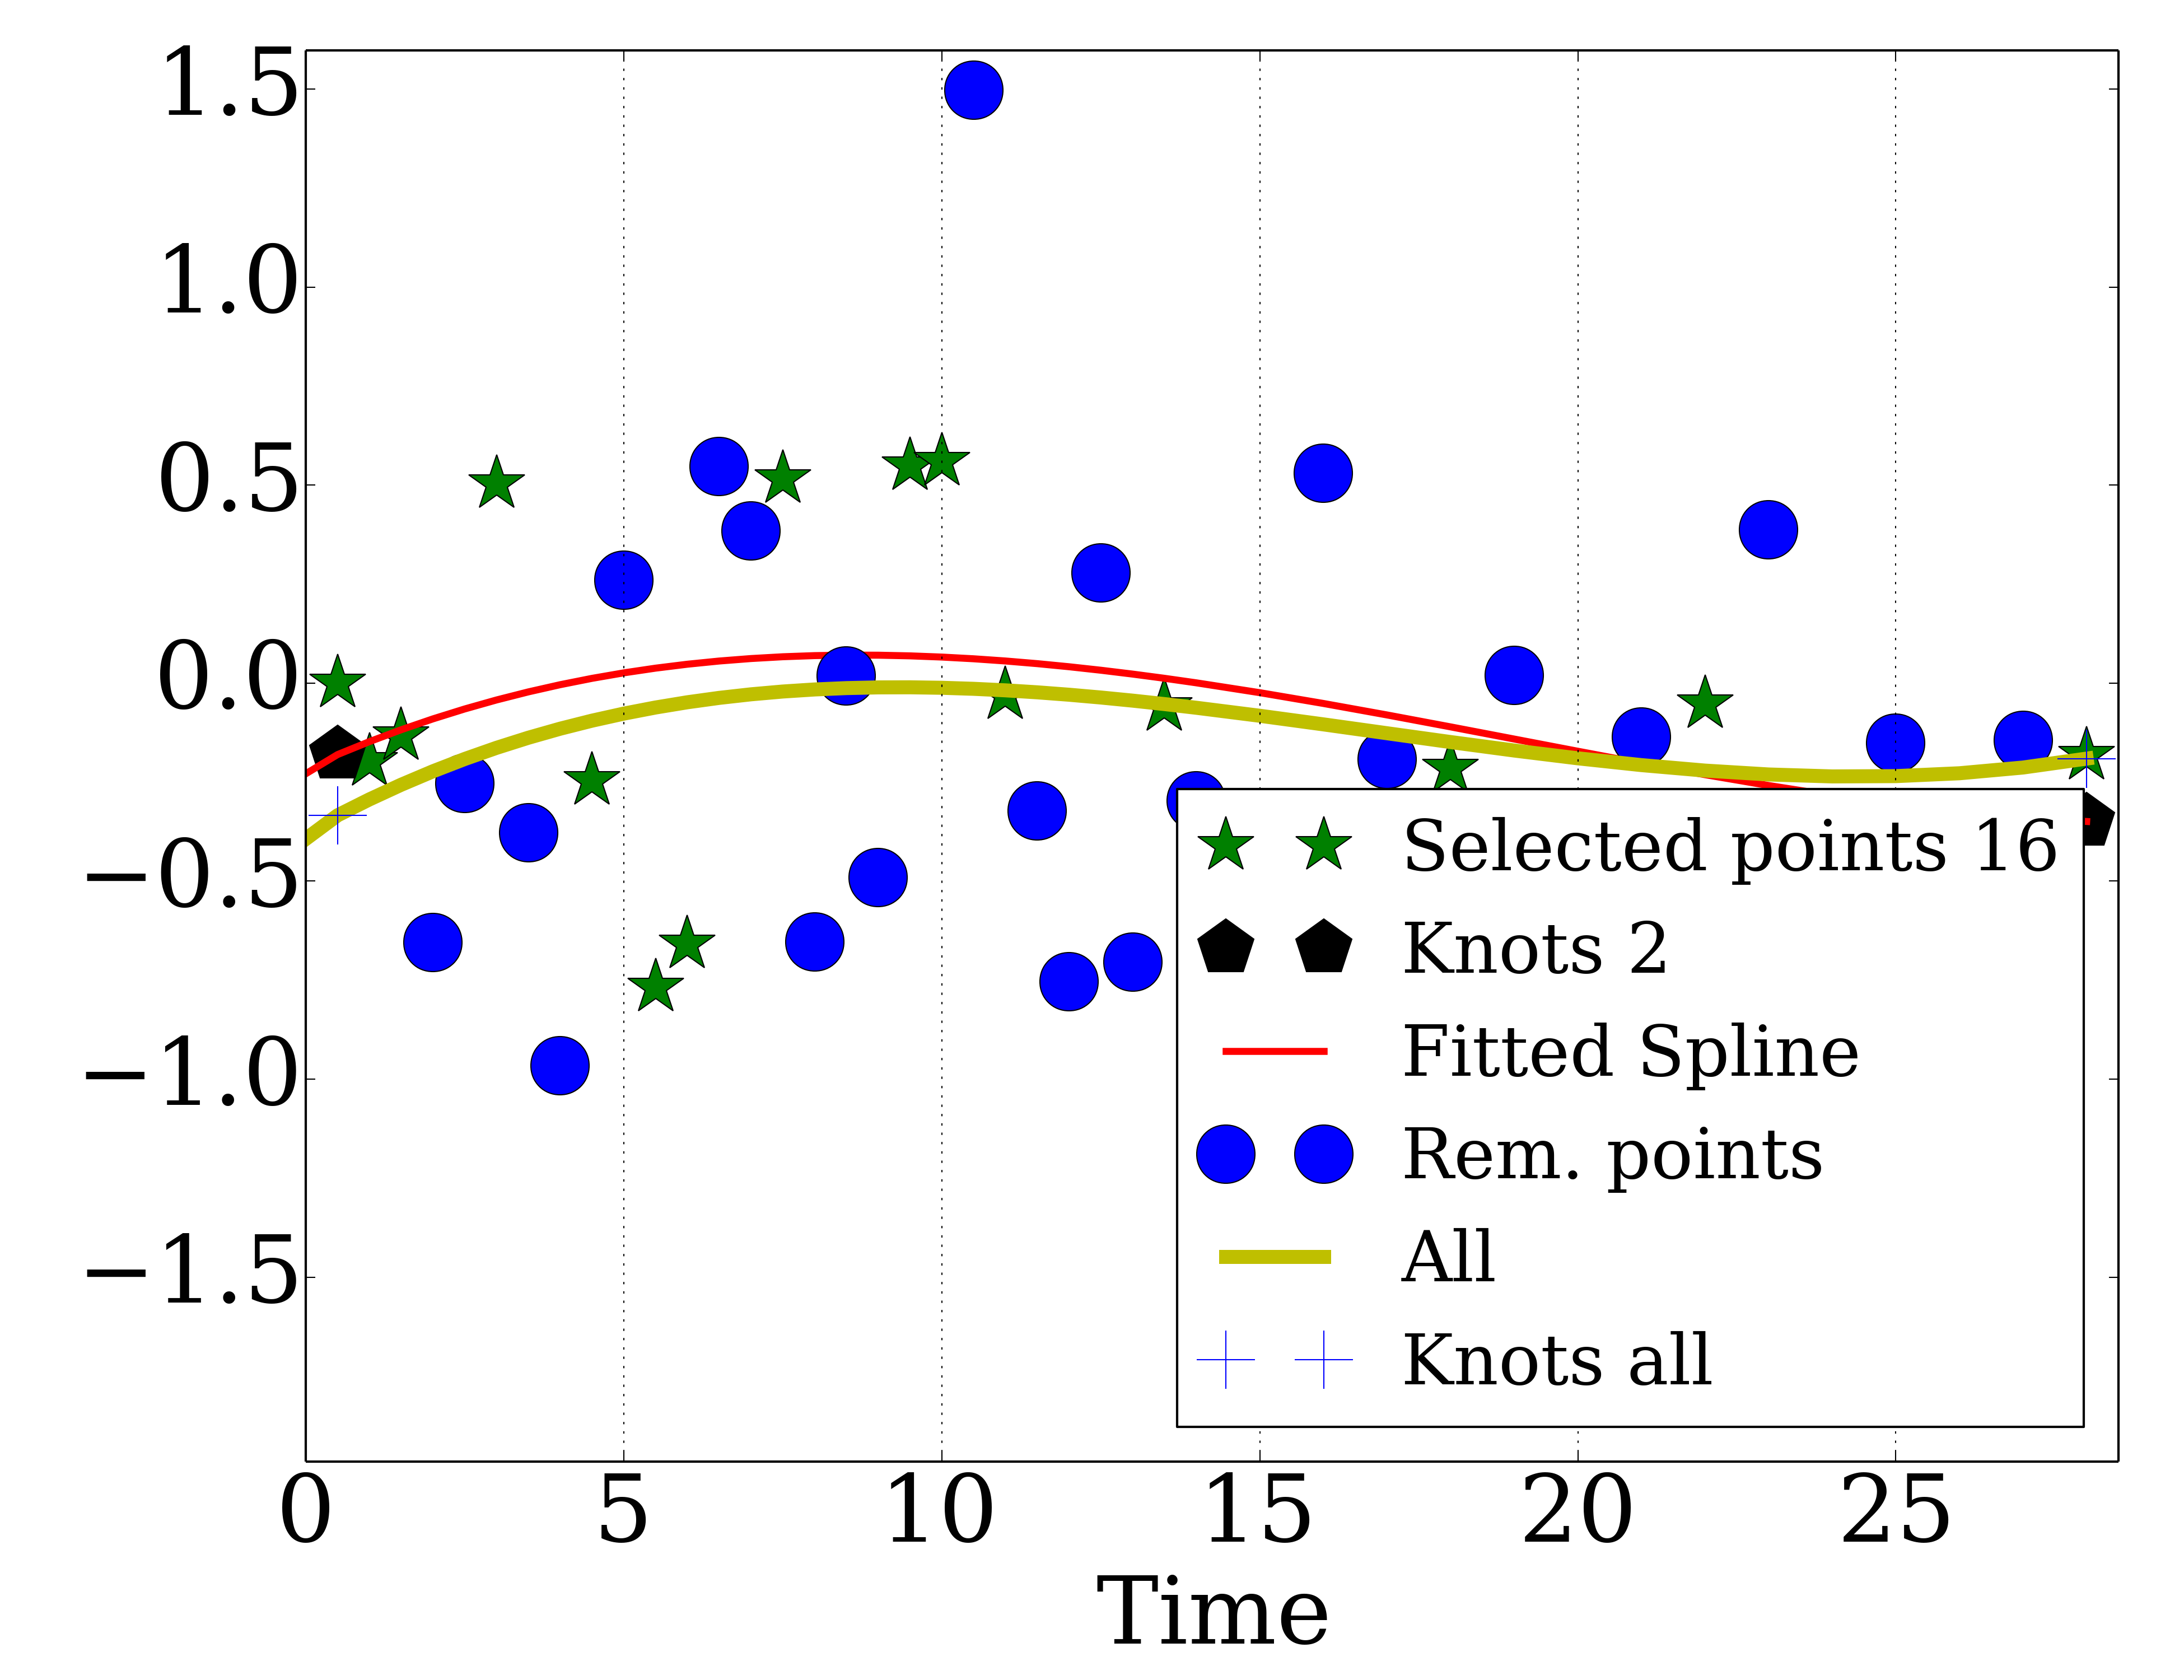 1.5
1.0
0.5
0.0
−0.5
−1.0
−1.5
Selected points 16
Knots 2
Fitted Spline
Rem. points
All
Knots all
0 5 10 15 20 25
Time